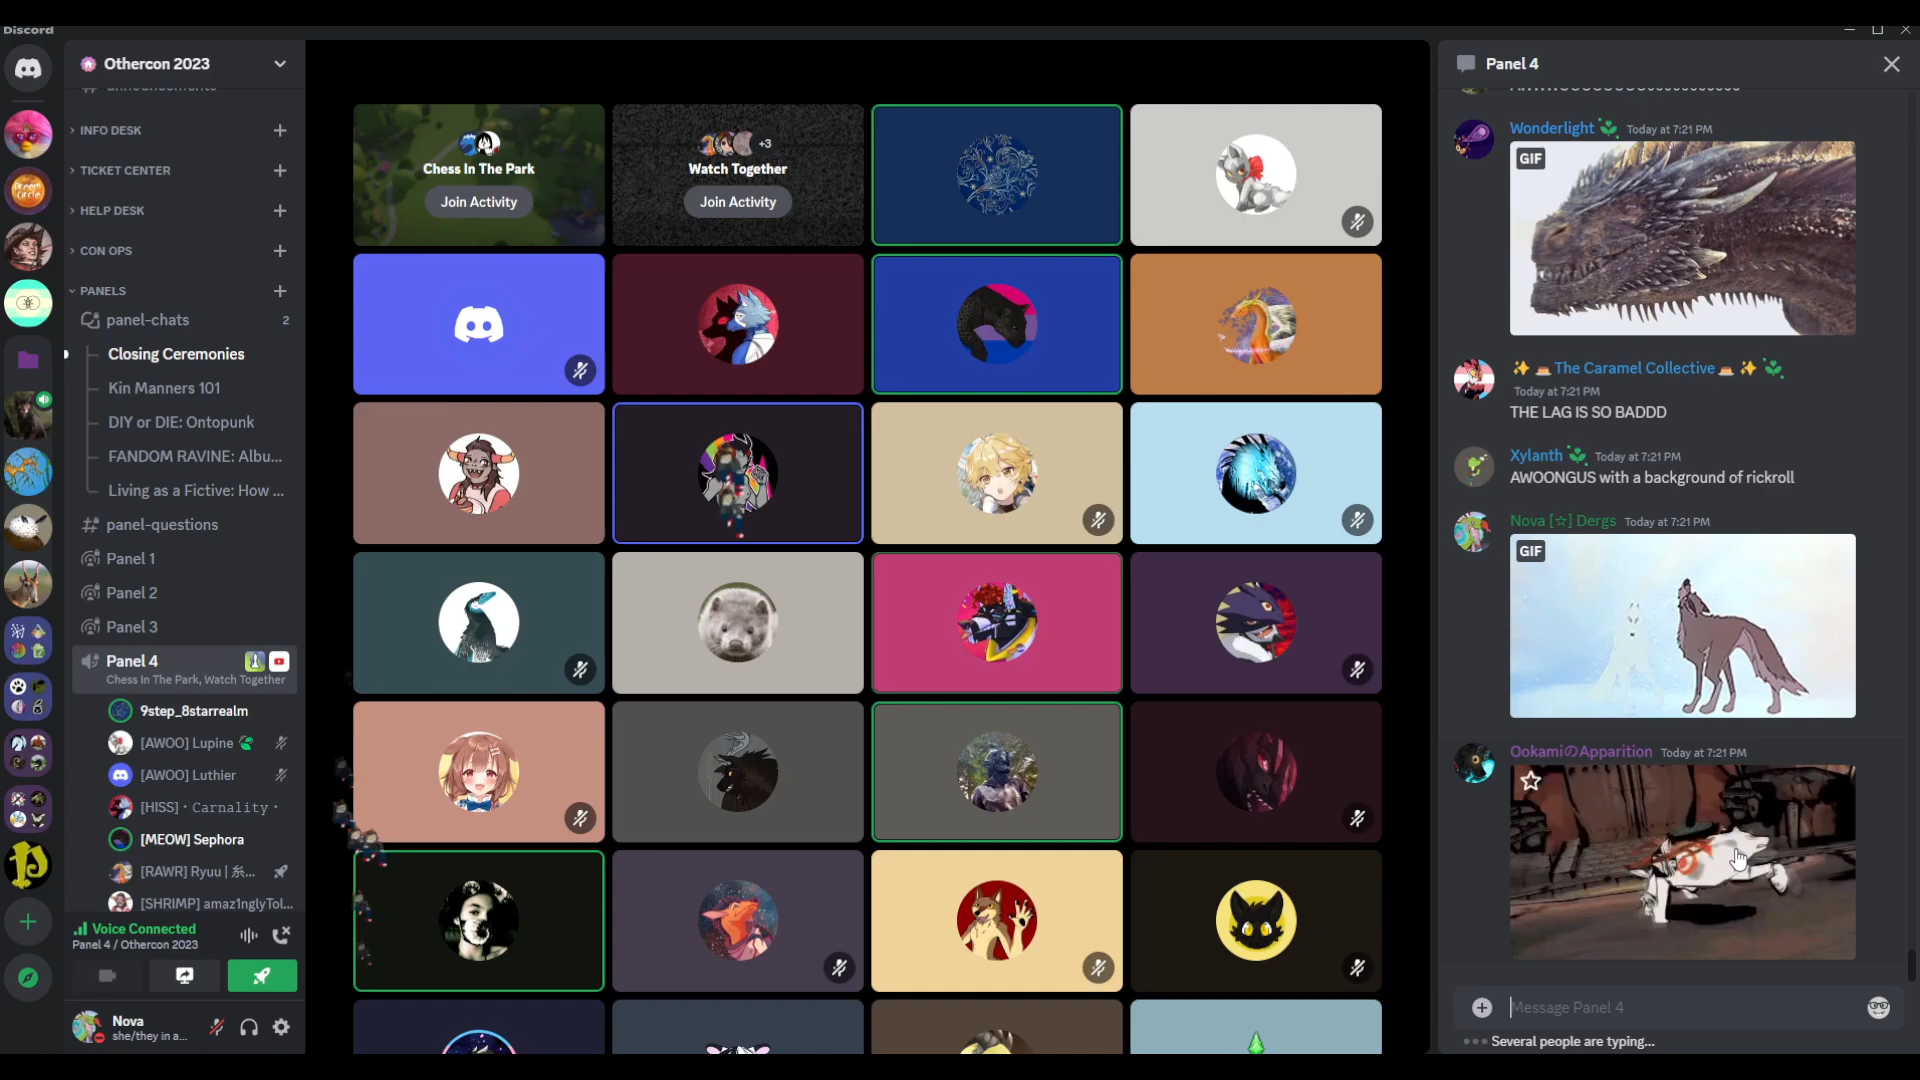 Discord
Othercon 2023
announcements
INFO DESK
TICKET CENTER
HELP DESK
CON OPS
PANELS
panel-chats
2
Closing Ceremonies
Kin Manners 101
DIY or DIE: Ontopunk
FANDOM RAVINE: Albu...
Living as a Fictive: How ...
panel-questions
Panel 1
Panel 2
Panel 3
Panel 4
Chess In The Park, Watch Together
9step_8starrealm
[AWOO] Lupine
[AWOO] Luthier
[HISS]・Carnality・
[MEOW] Sephora
[RAWR] Ryuu | 糸...
[SHRIMP] amaz1nglyTol...
Voice Connected
Panel 4 / Othercon 2023
Nova
she/they in a...
Chess In The Park
Join Activity
+3
Watch Together
Join Activity
Panel 4
Wonderlight Today at 7:21 PM
GIF
✨The Caramel Collective✨
Today at 7:21 PM
THE LAG IS SO BADDD
Xylanth Today at 7:21 PM
AWOONGUS with a background of rickroll
Nova [☆] Dergs Today at 7:21 PM
GIF
OokamiのApparition Today at 7:21 PM
Message Panel 4
Several people are typing...